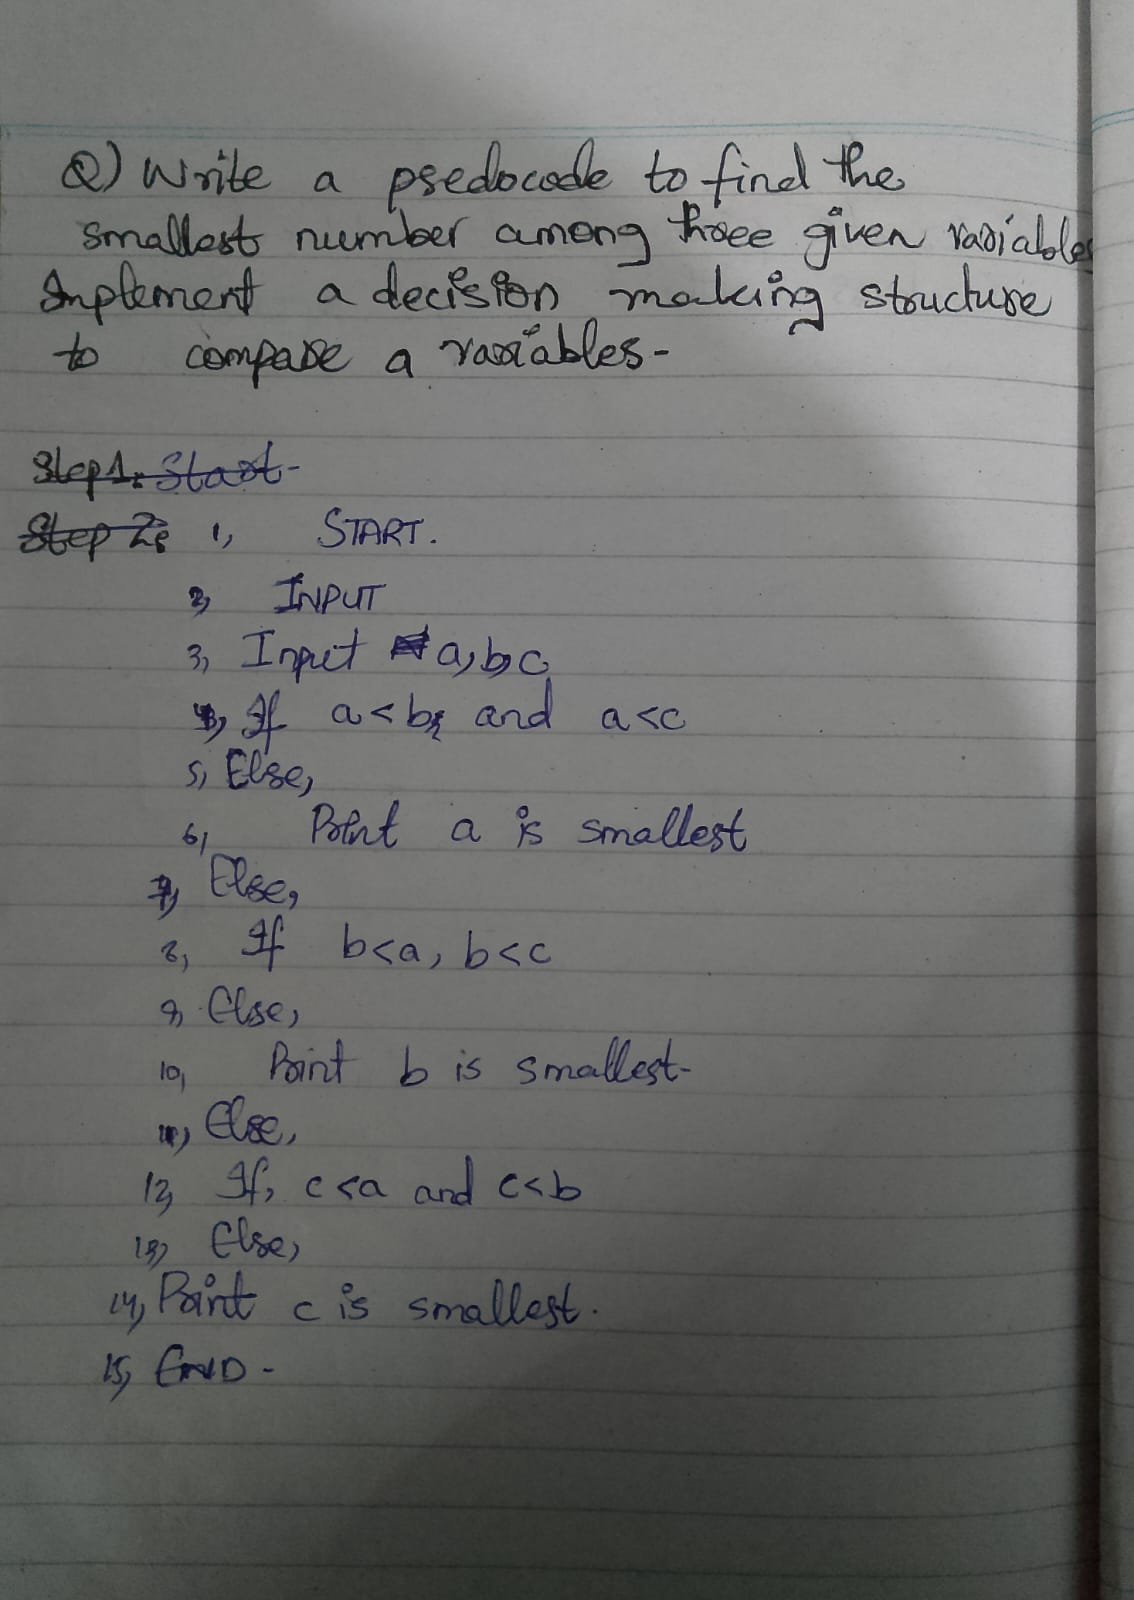 Q) Write a psedocode to find the
smallest number among three given variables
Implement a decision making structure
to compare a variables-
Step 1: Start-
Step 2: 1, START.
2, INPUT
3, Input a, b, c
4, If a < b, and a < c
5, Else,
6, Print a is smallest
7, Else,
8, If b < a, b < c
9, Else,
10, Print b is smallest-
11, Else,
12, If, c < a and c < b
13, Else,
14, Print c is smallest.
15, END-